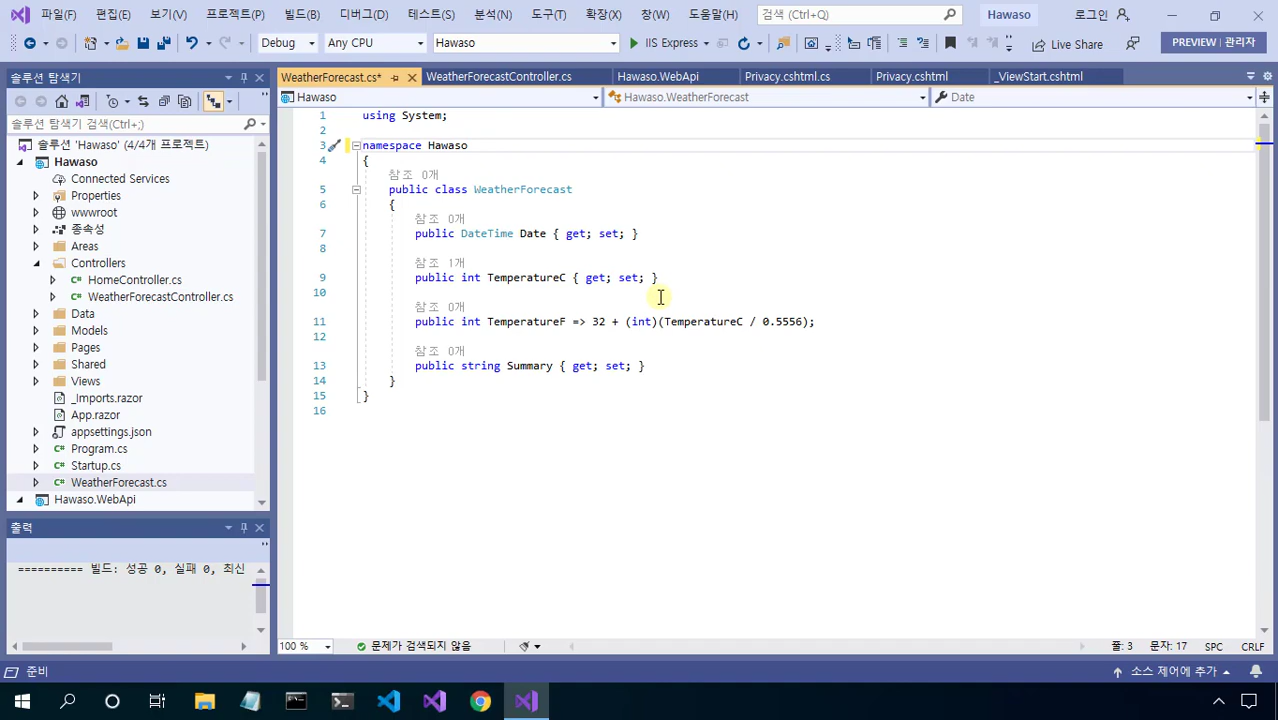 파일(F) 편집(E) 보기(V) 프로젝트(P) 빌드(B) 디버그(D) 테스트(S) 분석(N) 도구(T) 확장(X) 창(W) 도움말(H) 검색 (Ctrl+Q) Hawaso 로그인
Debug Any CPU Hawaso IIS Express Live Share PREVIEW | 관리자
솔루션 탐색기
솔루션 탐색기 검색(Ctrl+;)
솔루션 'Hawaso' (4/4개 프로젝트)
Hawaso
Connected Services
Properties
wwwroot
종속성
Areas
Controllers
HomeController.cs
WeatherForecastController.cs
Data
Models
Pages
Shared
Views
_Imports.razor
App.razor
appsettings.json
Program.cs
Startup.cs
WeatherForecast.cs
Hawaso.WebApi
출력
========== 빌드: 성공 0, 실패 0, 최신
WeatherForecast.cs* WeatherForecastController.cs Hawaso.WebApi Privacy.cshtml.cs Privacy.cshtml _ViewStart.cshtml
Hawaso Hawaso.WeatherForecast Date
1 using System;
2
3 namespace Hawaso
4 {
참조 0개
5 public class WeatherForecast
6 {
참조 0개
7 public DateTime Date { get; set; }
8
참조 1개
9 public int TemperatureC { get; set; }
10
참조 0개
11 public int TemperatureF => 32 + (int)(TemperatureC / 0.5556);
12
참조 0개
13 public string Summary { get; set; }
14 }
15 }
16
100 % 문제가 검색되지 않음 줄: 3 문자: 17 SPC CRLF
준비 소스 제어에 추가